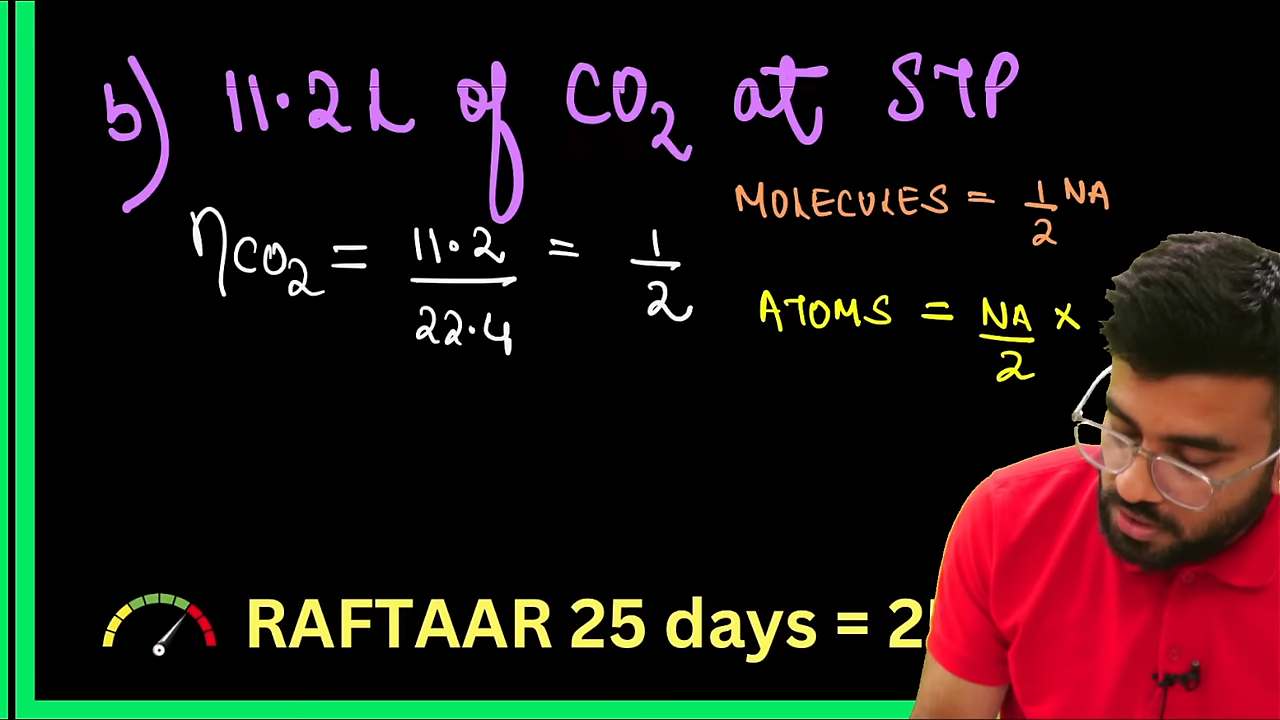 b) 11.2L of CO₂ at STP
MOLECULES = 1/2 NA
ηCO₂ = 11.2/22.4 = 1/2
ATOMS = NA/2 ×
RAFTAAR 25 days = 2